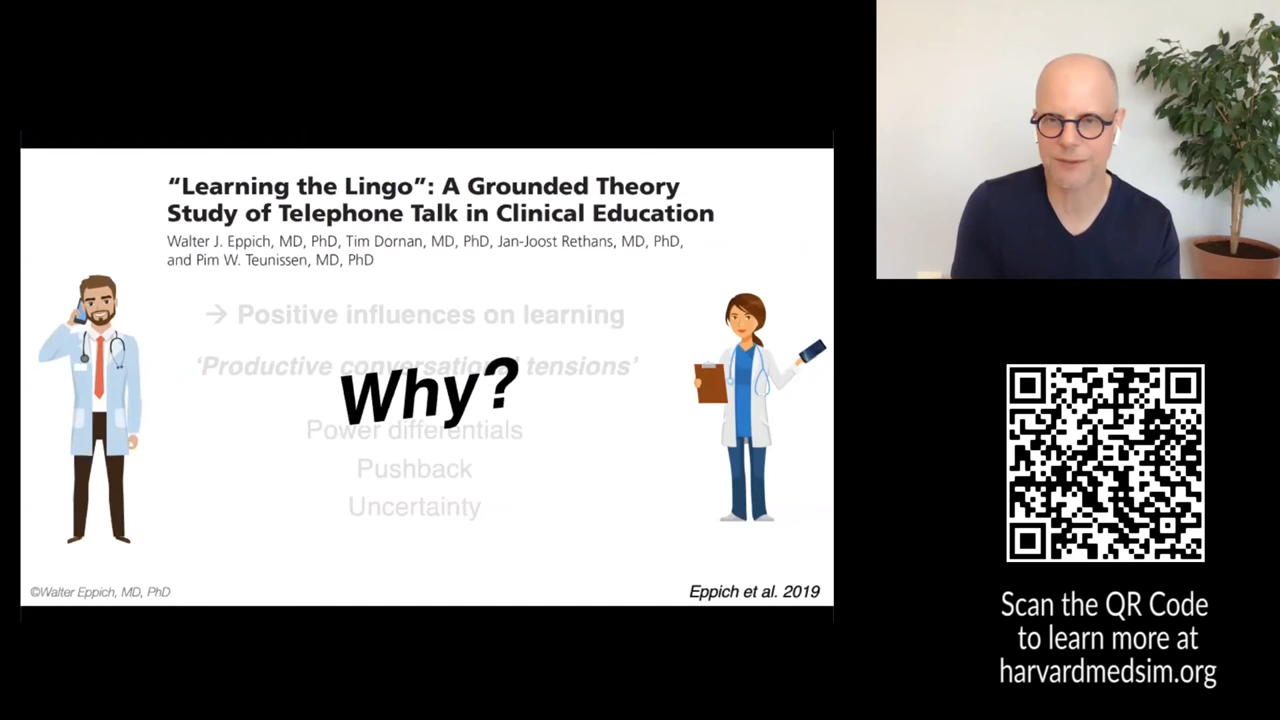 “Learning the Lingo”: A Grounded Theory
Study of Telephone Talk in Clinical Education
Walter J. Eppich, MD, PhD, Tim Dornan, MD, PhD, Jan-Joost Rethans, MD, PhD,
and Pim W. Teunissen, MD, PhD
→ Positive influences on learning
‘Productive conversational tensions’
Why?
Power differentials
Pushback
Uncertainty
©Walter Eppich, MD, PhD
Eppich et al. 2019
Scan the QR Code
to learn more at
harvardmedsim.org